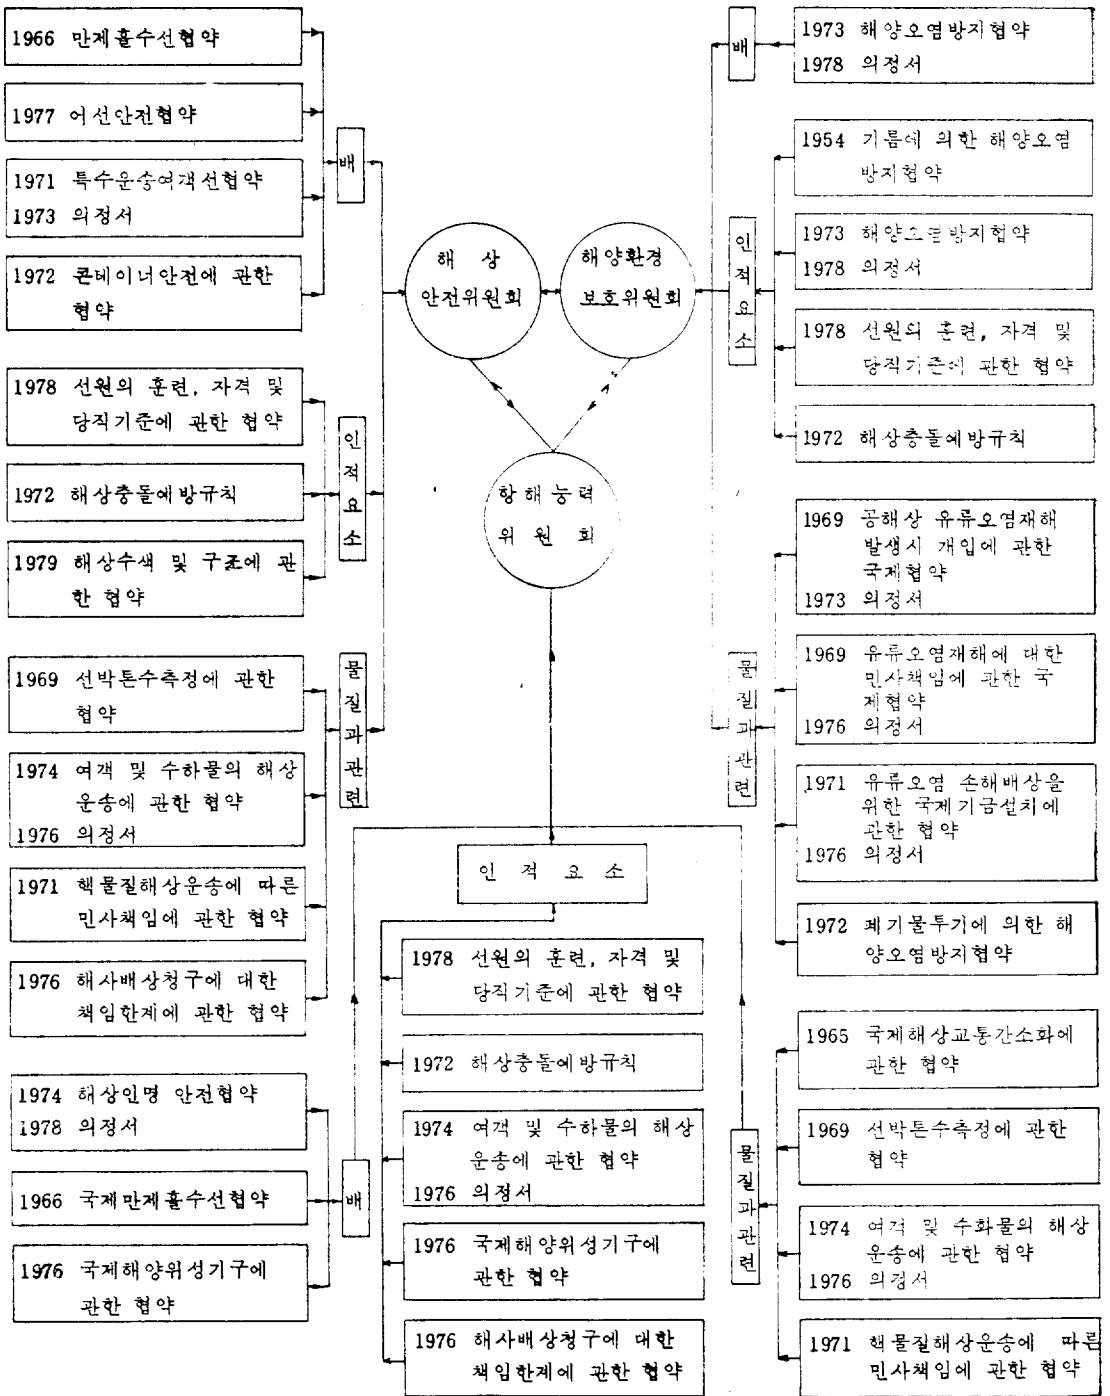 1966 만제흘수선협약
1977 어선안전협약
1971 특수운송여객선협약
1973 의정서
1972 콘테이너안전에 관한
협약
배
1978 선원의 훈련, 자격 및
당직기준에 관한 협약
1972 해상충돌예방규칙
1979 해상수색 및 구조에 관
한 협약
인적요소
1969 선박톤수측정에 관한
협약
1974 여객 및 수하물의 해상
운송에 관한 협약
1976 의정서
1971 핵물질해상운송에 따른
민사책임에 관한 협약
1976 해사배상청구에 대한
책임한계에 관한 협약
물질과관련
1974 해상인명 안전협약
1978 의정서
1966 국제만제흘수선협약
1976 국제해양위성기구에
관한 협약
배
해 상
안전위원회
해양환경
보호위원회
항해능력
위원회
인 적 요 소
1978 선원의 훈련, 자격 및
당직기준에 관한 협약
1972 해상충돌예방규칙
1974 여객 및 수하물의 해상
운송에 관한 협약
1976 의정서
1976 국제해양위성기구에
관한 협약
1976 해사배상청구에 대한
책임한계에 관한 협약
배
1973 해양오염방지협약
1978 의정서
인적요소
1954 기름에 의한 해양오염
방지협약
1973 해양오염방지협약
1978 의정서
1978 선원의 훈련, 자격 및
당직기준에 관한 협약
1972 해상충돌예방규칙
물질과관련
1969 공해상 유류오염재해
발생시 개입에 관한
국제협약
1973 의정서
1969 유류오염재해에 대한
민사책임에 관한 국
제협약
1976 의정서
1971 유류오염 손해배상을
위한 국제기금설치에
관한 협약
1976 의정서
1972 폐기물투기에 의한 해
양오염방지협약
물질과관련
1965 국제해상교통간소화에
관한 협약
1969 선박톤수측정에 관한
협약
1974 여객 및 수화물의 해상
운송에 관한 협약
1976 의정서
1971 핵물질해상운송에 따른
민사책임에 관한 협약